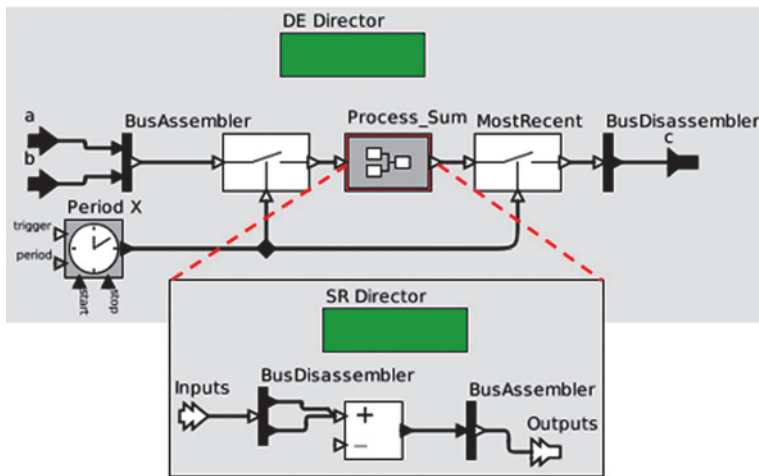 DE Director
a
b
BusAssembler
Process_Sum
MostRecent
BusDisassembler
c
Period X
trigger
period
start
stop
SR Director
Inputs
BusDisassembler
+
−
BusAssembler
Outputs